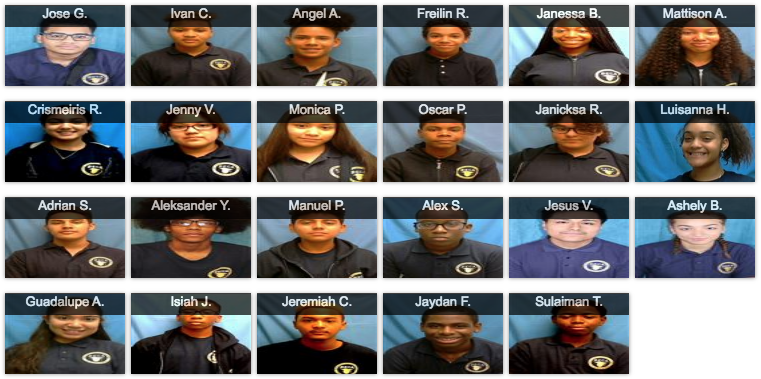 Jose G.
Ivan C.
Angel A.
Freilin R.
Janessa B.
Mattison A.
Crismeiris R.
Jenny V.
Monica P.
Oscar P.
Janicksa R.
Luisanna H.
Adrian S.
Aleksander Y.
Manuel P.
Alex S.
Jesus V.
Ashely B.
Guadalupe A.
Isiah J.
Jeremiah C.
Jaydan F.
Sulaiman T.